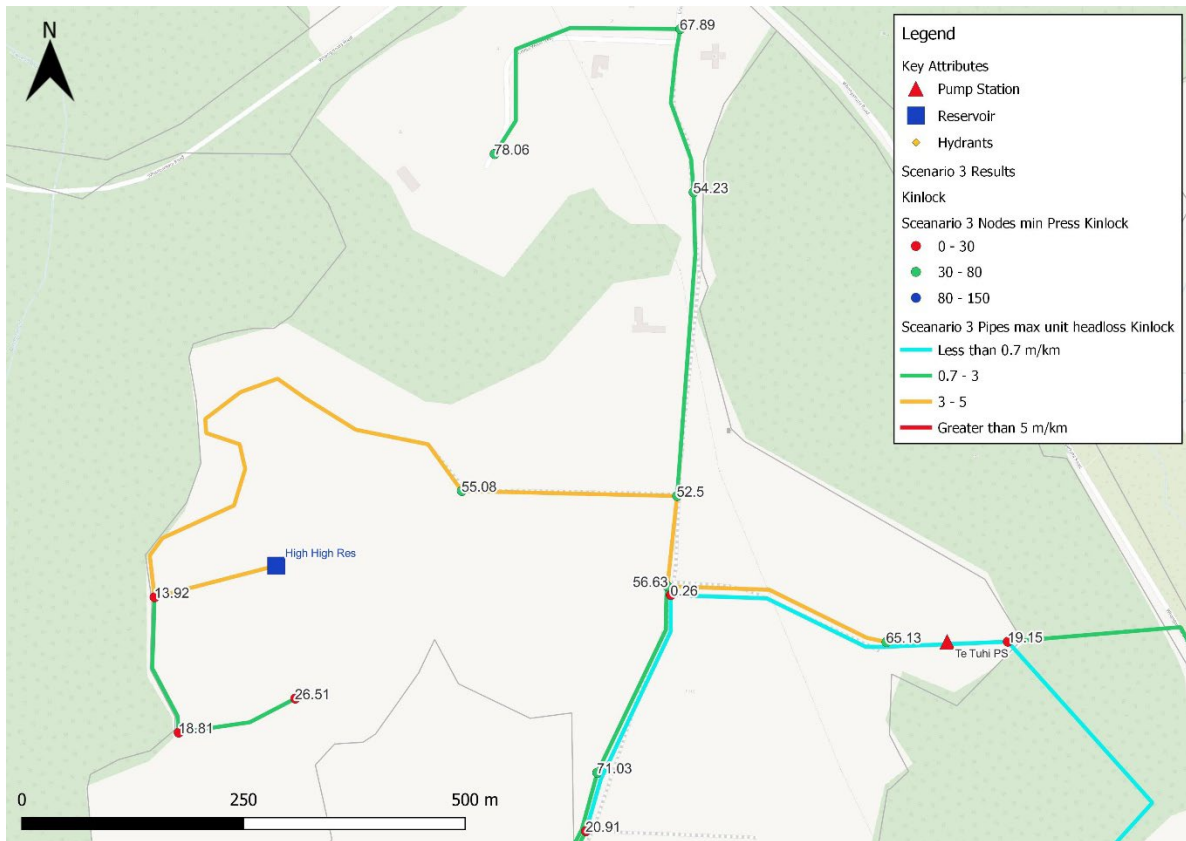 N
67.89
78.06
54.23
55.08
52.5
High High Res
13.92
56.63
0.26
65.13
19.15
Te Tuhi PS
26.51
18.81
71.03
20.91
0
250
500 m
Legend
Key Attributes
Pump Station
Reservoir
Hydrants
Scenario 3 Results
Kinlock
Sceanario 3 Nodes min Press Kinlock
0 - 30
30 - 80
80 - 150
Sceanario 3 Pipes max unit headloss Kinlock
Less than 0.7 m/km
0.7 - 3
3 - 5
Greater than 5 m/km